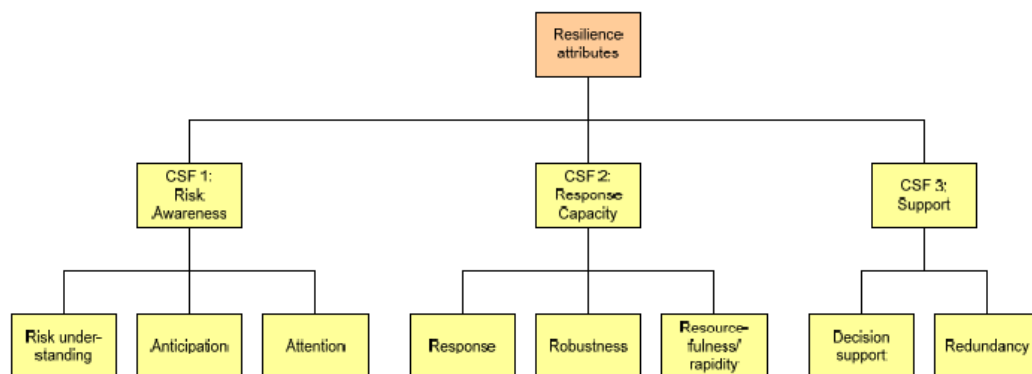 Resilience
attributes
CSF 1:
Risk
Awareness
CSF 2:
Response
Capacity
CSF 3:
Support
Risk under-
standing
Anticipation
Attention
Response
Robustness
Resource-
fulness/
rapidity
Decision
support
Redundancy